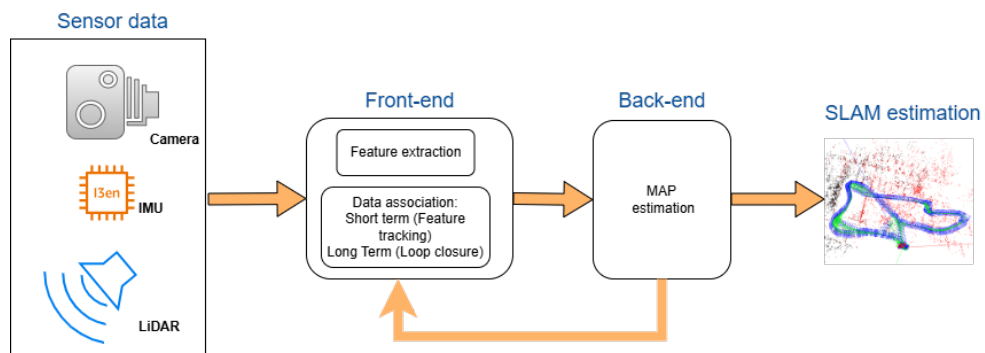 Sensor data
Camera
I3en
IMU
LiDAR
Front-end
Feature extraction
Data association:
Short term (Feature
tracking)
Long Term (Loop closure)
Back-end
MAP
estimation
SLAM estimation